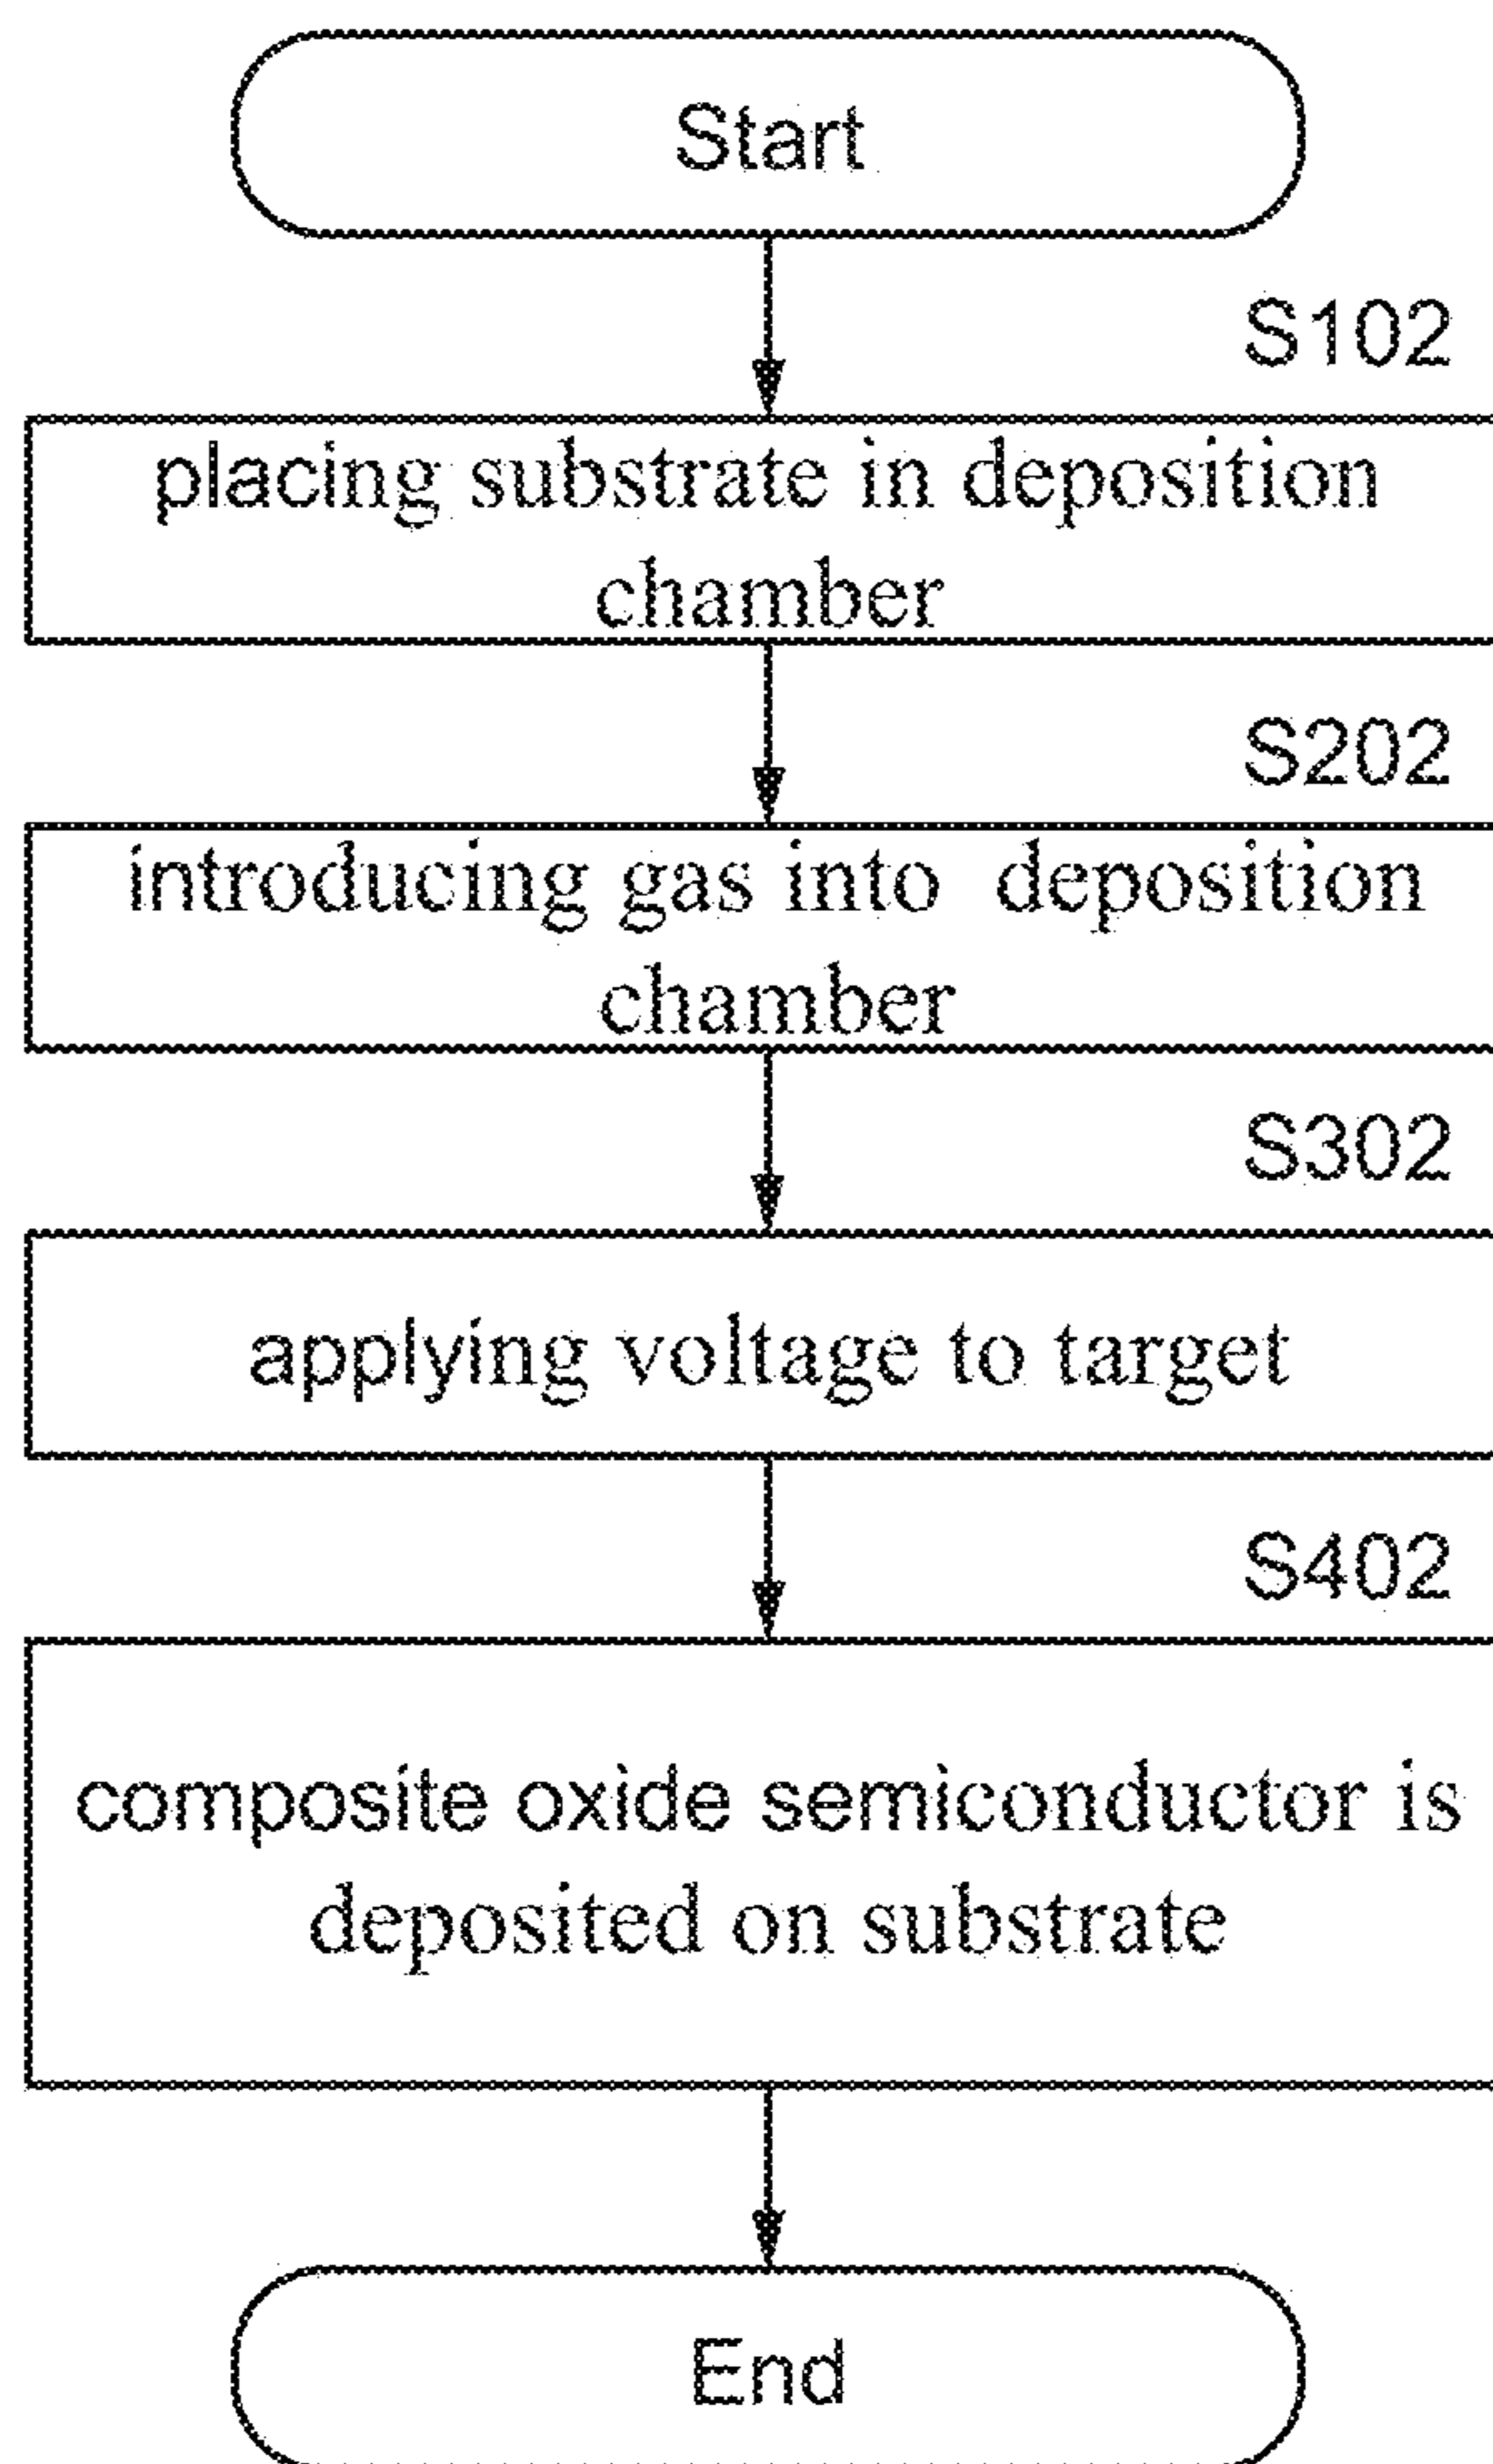 Start
S102
placing substrate in deposition
chamber
S202
introducing gas into deposition
chamber
S302
applying voltage to target
S402
composite oxide semiconductor is
deposited on substrate
End